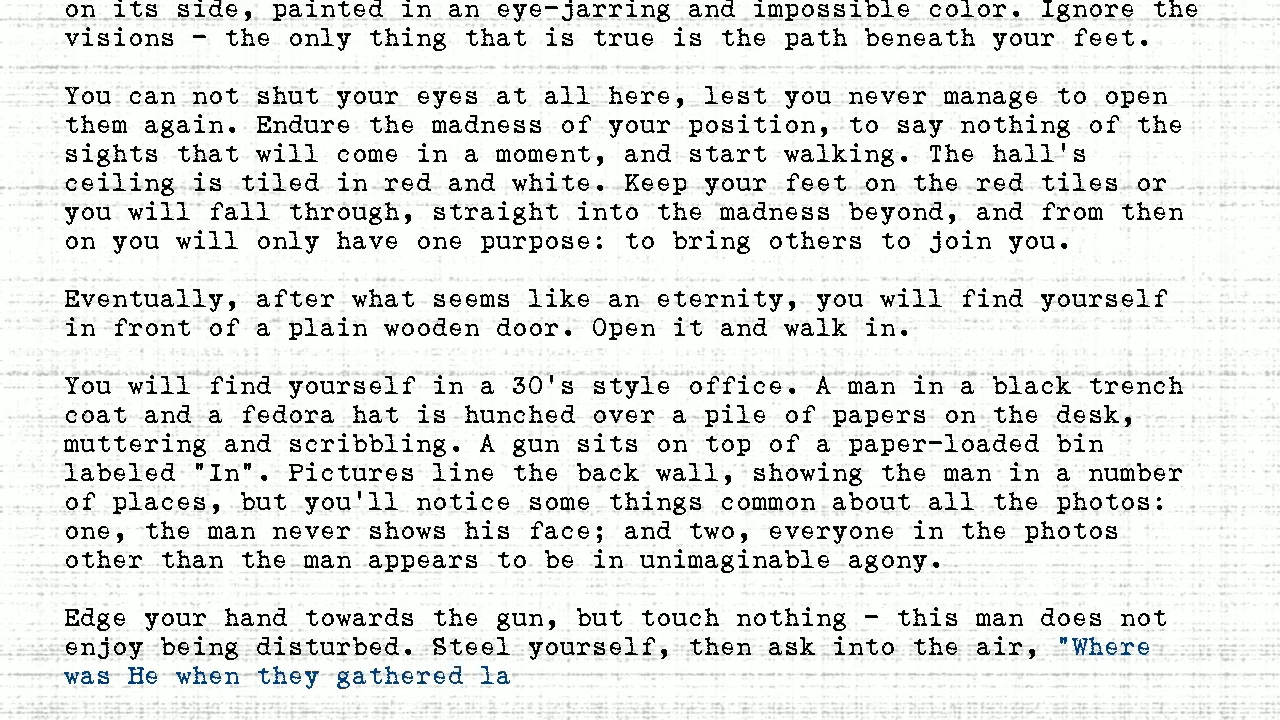 on its side, painted in an eye-jarring and impossible color. Ignore the
visions - the only thing that is true is the path beneath your feet.
You can not shut your eyes at all here, lest you never manage to open
them again. Endure the madness of your position, to say nothing of the
sights that will come in a moment, and start walking. The hall's
ceiling is tiled in red and white. Keep your feet on the red tiles or
you will fall through, straight into the madness beyond, and from then
on you will only have one purpose: to bring others to join you.
Eventually, after what seems like an eternity, you will find yourself
in front of a plain wooden door. Open it and walk in.
You will find yourself in a 30's style office. A man in a black trench
coat and a fedora hat is hunched over a pile of papers on the desk,
muttering and scribbling. A gun sits on top of a paper-loaded bin
labeled "In". Pictures line the back wall, showing the man in a number
of places, but you'll notice some things common about all the photos:
one, the man never shows his face; and two, everyone in the photos
other than the man appears to be in unimaginable agony.
Edge your hand towards the gun, but touch nothing - this man does not
enjoy being disturbed. Steel yourself, then ask into the air, "Where
was He when they gathered la